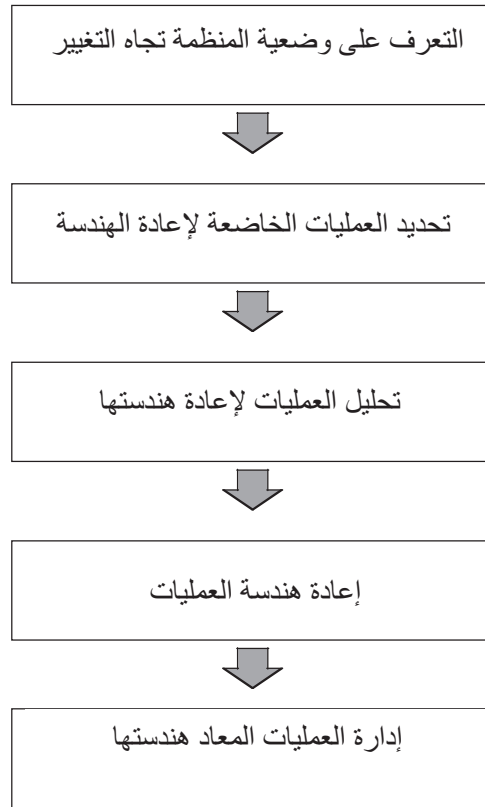 التعرف على وضعية المنظمة تجاه التغيير
تحديد العمليات الخاضعة لإعادة الهندسة
تحليل العمليات لإعادة هندستها
إعادة هندسة العمليات
إدارة العمليات المعاد هندستها